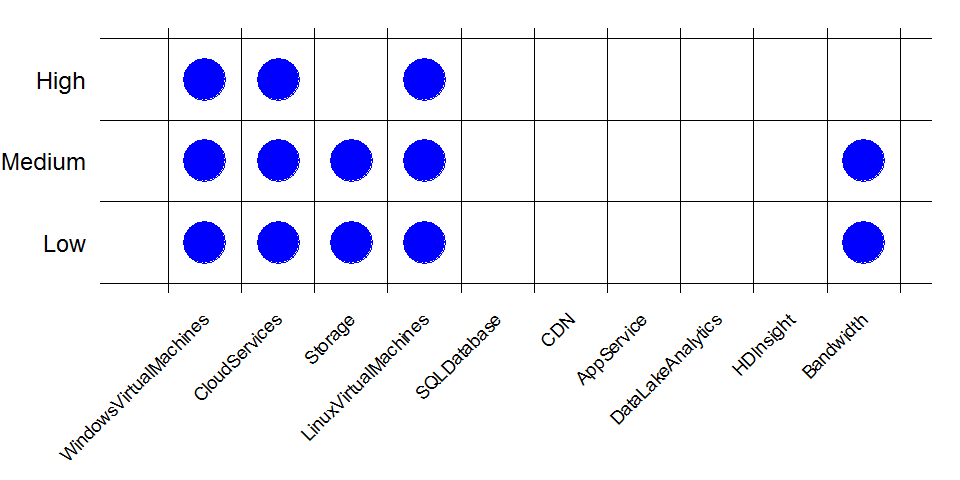 High
Medium
Low
WindowsVirtualMachines
CloudServices
Storage
LinuxVirtualMachines
SQLDatabase
CDN
AppService
DataLakeAnalytics
HDInsight
Bandwidth